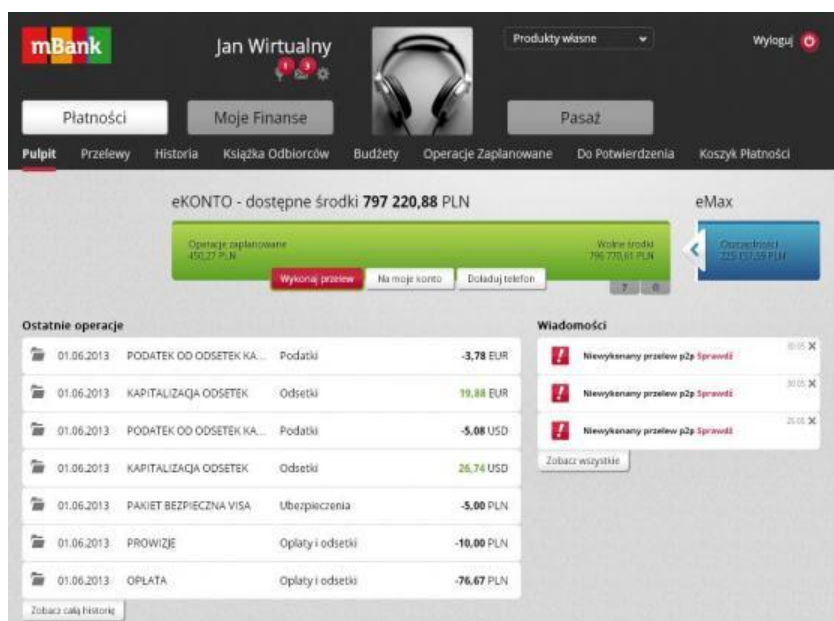 mBank
Jan Wirtualny
1 3
Produkty własne
Wyloguj
Płatności
Moje Finanse
Pasaż
Pulpit Przelewy Historia Książka Odbiorców Budżety Operacje Zaplanowane Do Potwierdzenia Koszyk Płatności
eKONTO - dostępne środki 797 220,88 PLN
eMax
Operacje zaplanowane
450,27 PLN
Wolne środki
796 770,61 PLN
Oszczędności
Wykonaj przelew
Na moje konto
Doładuj telefon
7
Ostatnie operacje
01.06.2013 PODATEK OD ODSETEK KA... Podatki -3,78 EUR
01.06.2013 KAPITALIZACJA ODSETEK Odsetki 19,88 EUR
01.06.2013 PODATEK OD ODSETEK KA... Podatki -5,08 USD
01.06.2013 KAPITALIZACJA ODSETEK Odsetki 26,74 USD
01.06.2013 PAKIET BEZPIECZNA VISA Ubezpieczenia -5,00 PLN
01.06.2013 PROWIZJE Opłaty i odsetki -10,00 PLN
01.06.2013 OPŁATA Opłaty i odsetki -76,67 PLN
Zobacz całą historię
Wiadomości
Niewykonany przelew p2p Sprawdź 30.05
Niewykonany przelew p2p Sprawdź 30.05
Niewykonany przelew p2p Sprawdź
Zobacz wszystkie